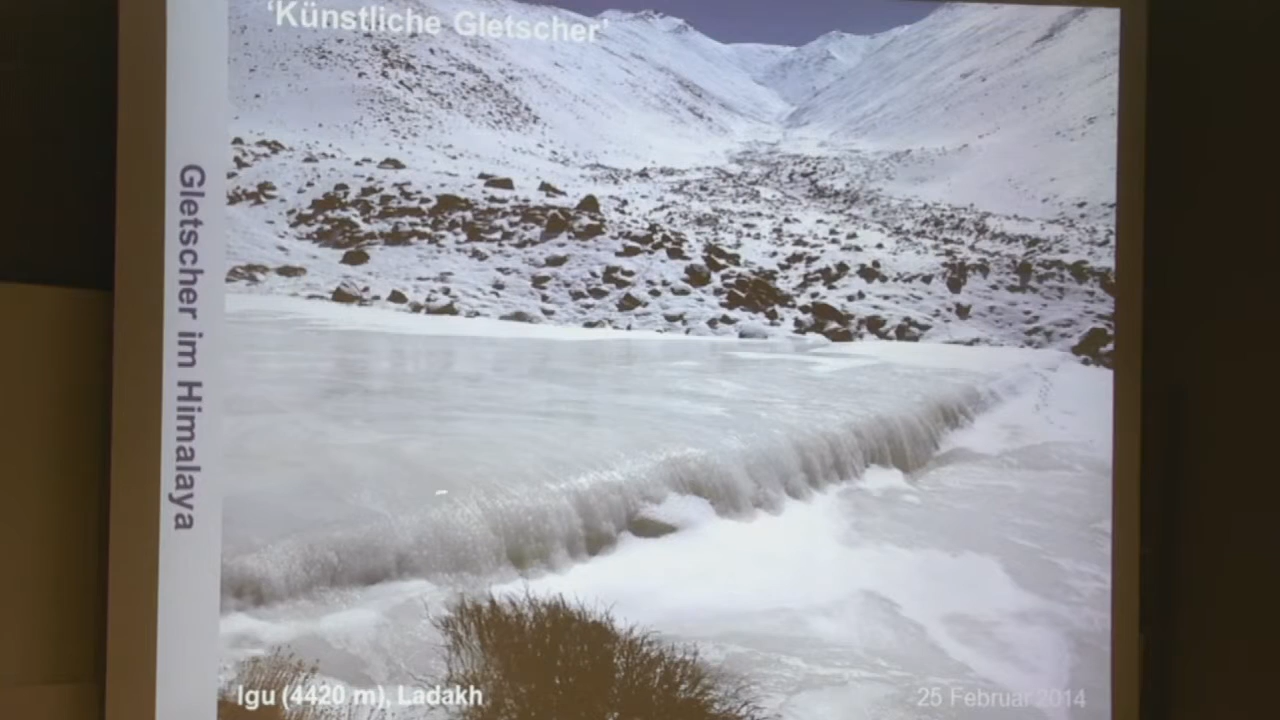 'Künstliche Gletscher'
Gletscher im Himalaya
Igu (4420 m), Ladakh
25 Februar 2014